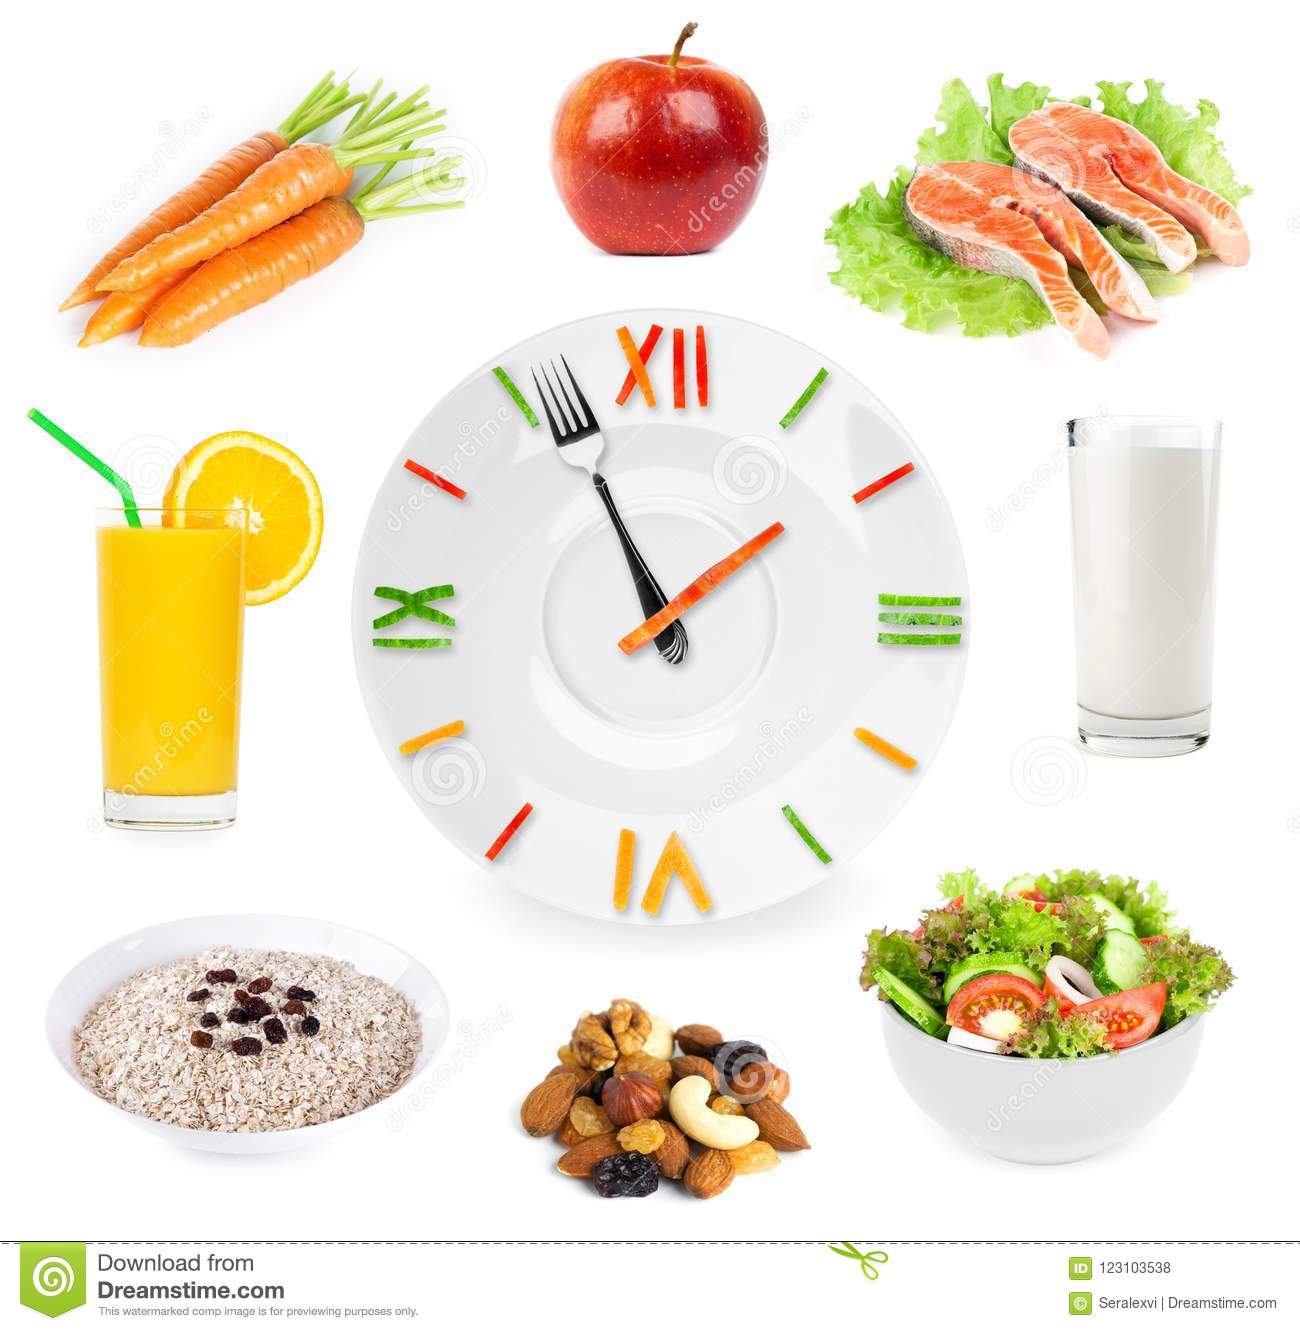 XII
IX
III
VI
dreamstime
Download from
Dreamstime.com
This watermarked comp image is for previewing purposes only.
ID 123103538
© Seralexvi | Dreamstime.com